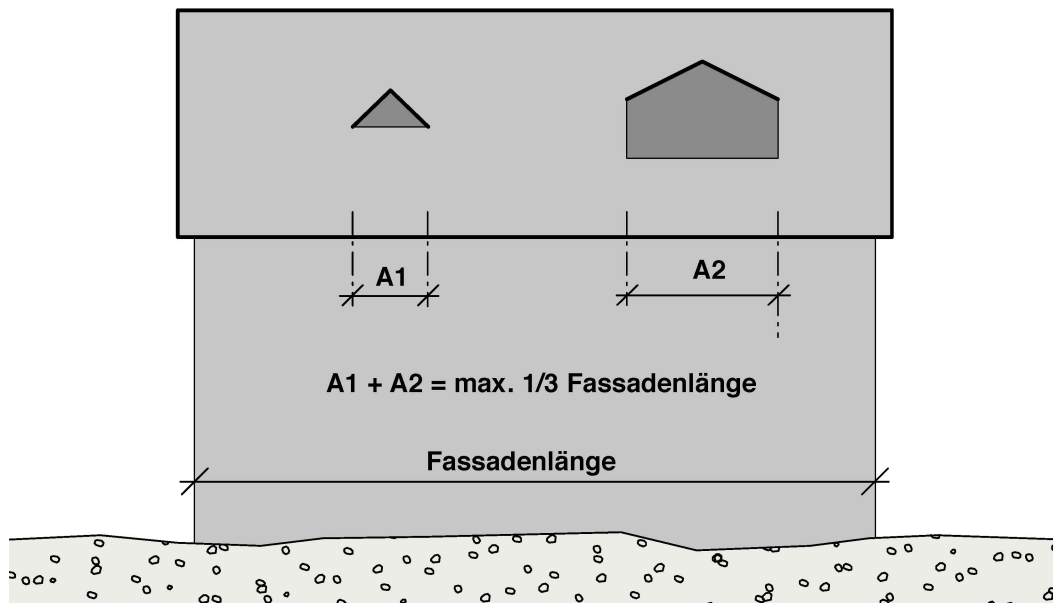 A1
A2
A1 + A2 = max. 1/3 Fassadenlänge
Fassadenlänge